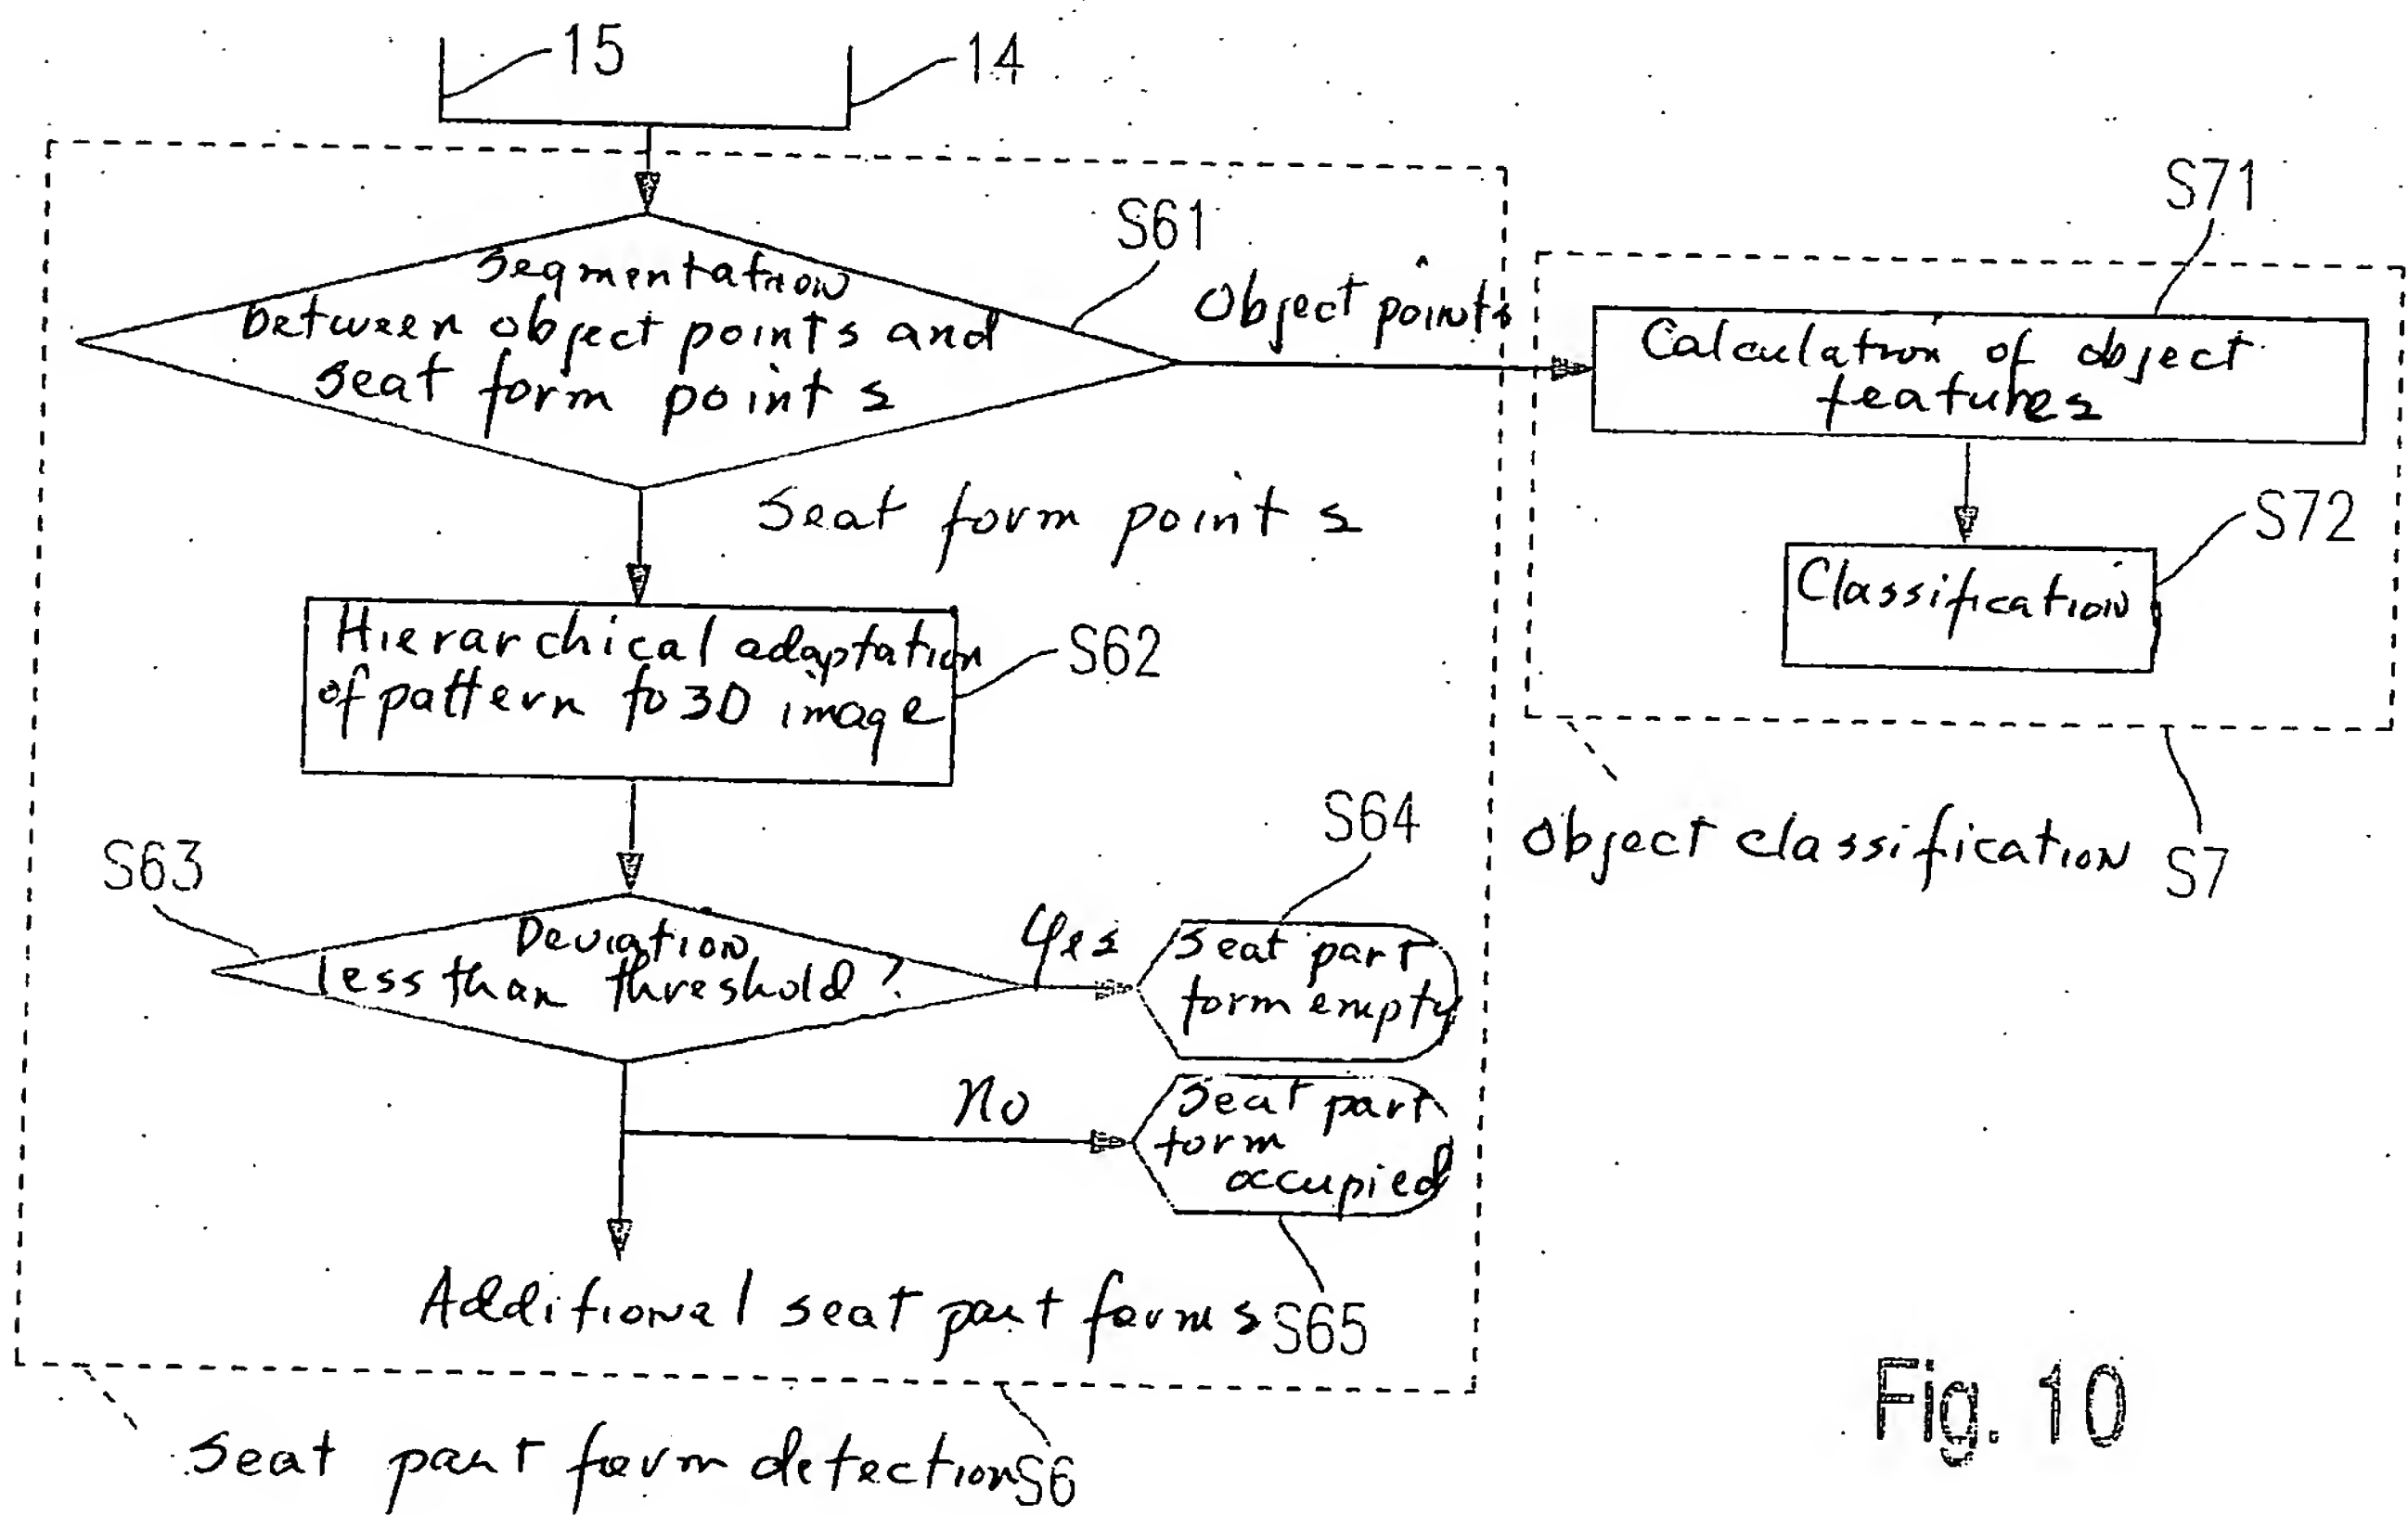 15
14
S61
Segmentation
between object points and
seat form points
Object points
S71
Calculation of object
features
Seat form points
S72
Classification
Hierarchical adaptation
of pattern to 3D image
S62
Object classification S7
S63
Deviation
less than threshold?
Yes
S64
Seat part
form empty
No
Seat part
form
occupied
Additional seat part forms
S65
Seat part form detection S6
Fig. 10